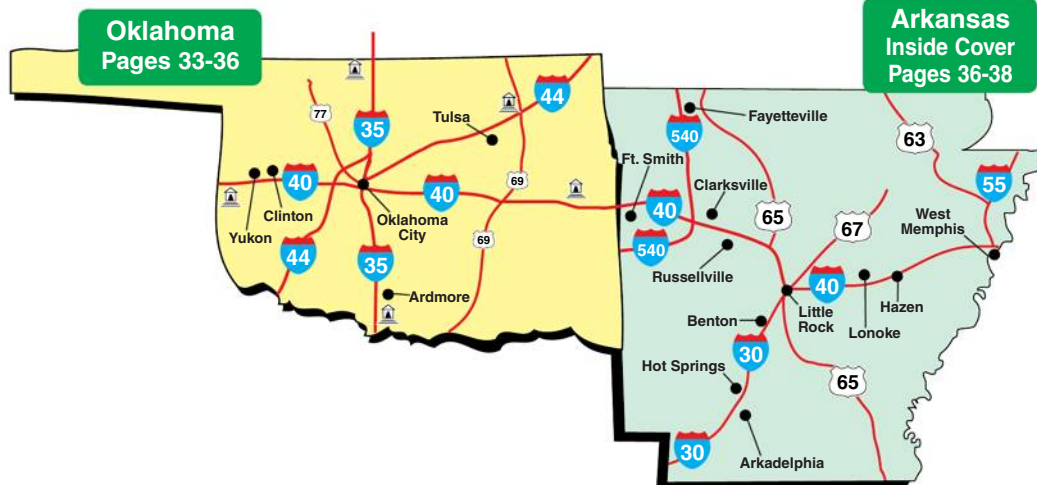 Oklahoma
Pages 33-36
Arkansas
Inside Cover
Pages 36-38
77
35
Tulsa
44
69
40
Clinton
Yukon
44
Oklahoma
City
40
69
35
Ardmore
540
Fayetteville
Ft. Smith
40
Clarksville
540
Russellville
65
67
63
55
West
Memphis
Little
Rock
40
Lonoke
Hazen
Benton
30
Hot Springs
65
30
Arkadelphia